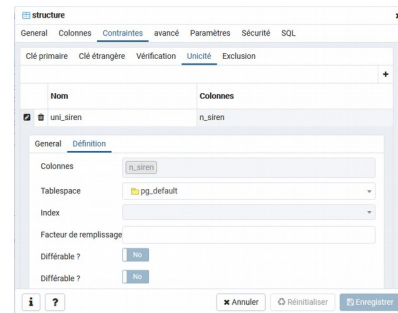 structure
General Colonnes Contraintes avancé Paramètres Sécurité SQL
Clé primaire Clé étrangère Vérification Unicité Exclusion
+
Nom Colonnes
uni_siren n_siren
General Définition
Colonnes n_siren
Tablespace pg_default
Index
Facteur de remplissage
Différable ? No
Différable ? No
i ? Annuler Réinitialiser Enregistrer